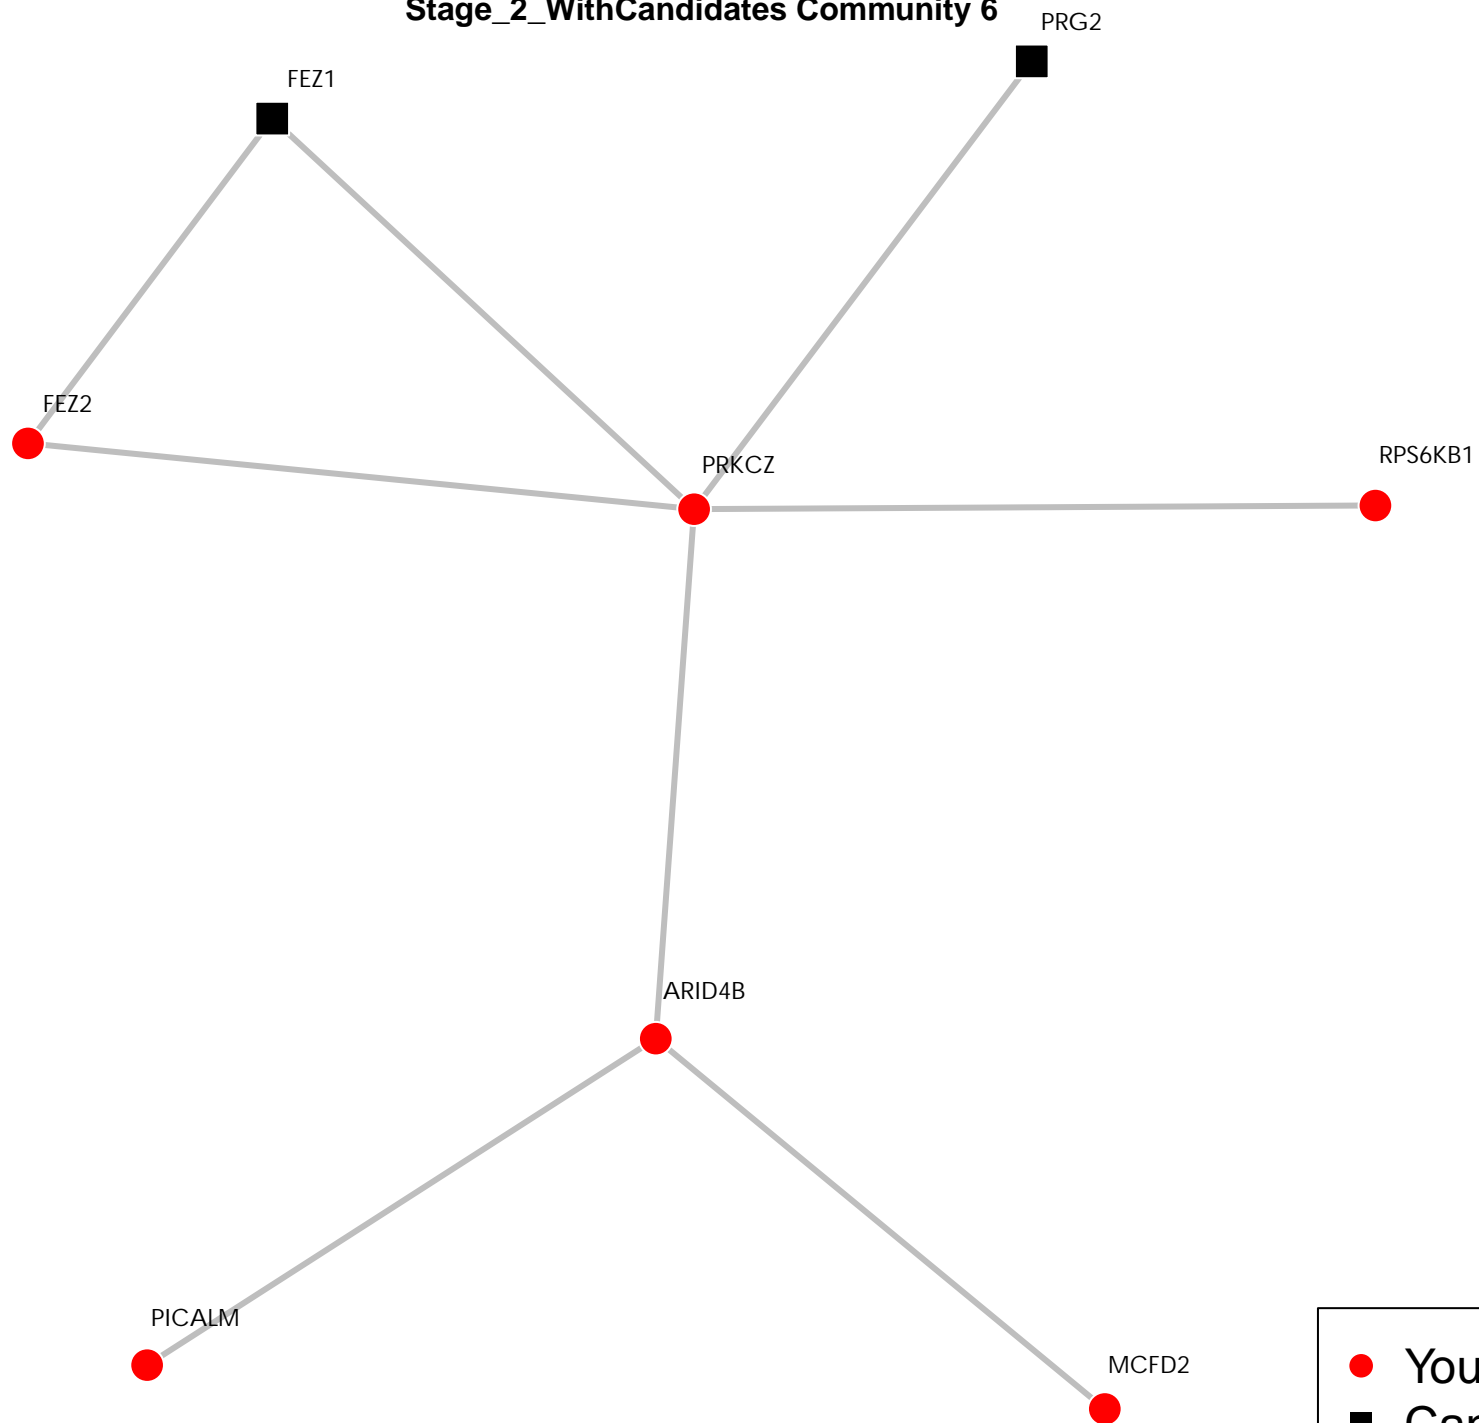 Stage_2_WithCandidates Community 6
PRG2
FEZ1
FEZ2
PRKCZ
RPS6KB1
ARID4B
PICALM
MCFD2
You